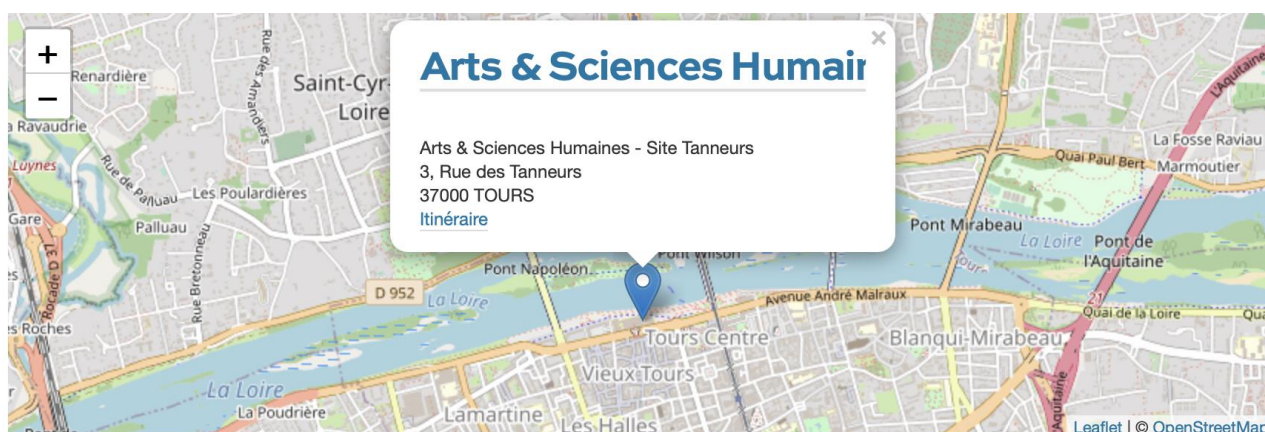 +
−
Arts & Sciences Humair
×
Arts & Sciences Humaines - Site Tanneurs
3, Rue des Tanneurs
37000 TOURS
Itinéraire
Renardière
Rue des Amandiers
Saint-Cyr-
Loire
a Ravaudrie
Luynes
Rue de Palluau
Les Poulardières
Gare
Palluau
Rue Bretonneau
Rocade D 37
es Roches
D 952
La Loire
Pont Napoléon
Pont Wilson
Avenue André Malraux
Tours Centre
Vieux Tours
La Loire
La Poudrière
Lamartine
Les Halles
L'Aquitaine
La Fosse Raviau
Quai Paul Bert
Marmoutier
Pont Mirabeau
La Loire
Pont de
l'Aquitaine
21
Quai de la Loire
Qua
Blanqui-Mirabeau
Aquitaine
Leaflet | © OpenStreetMap